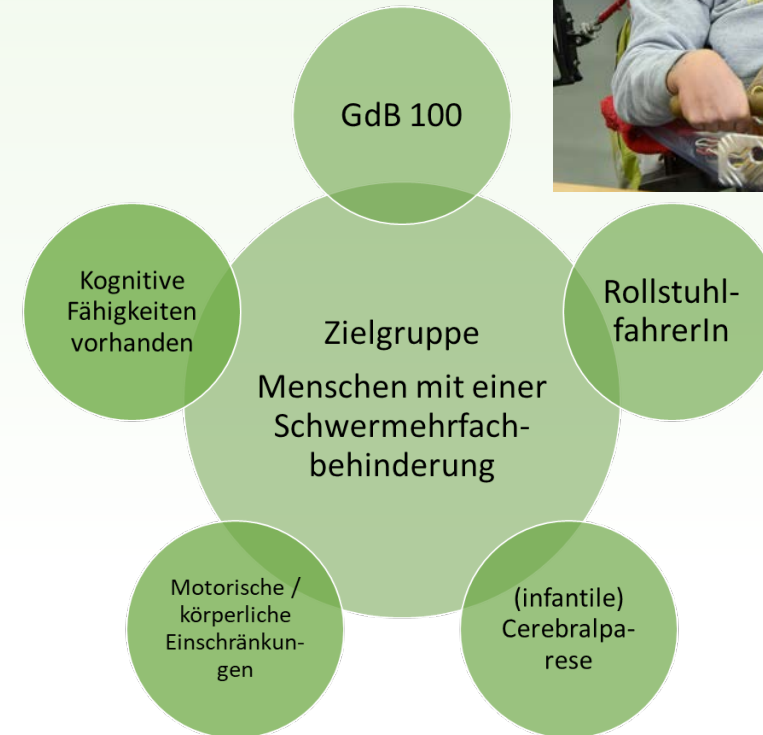 GdB 100
Kognitive
Fähigkeiten
vorhanden
Rollstuhl-
fahrerIn
Zielgruppe
Menschen mit einer
Schwermehrfach-
behinderung
Motorische /
körperliche
Einschränkun-
gen
(infantile)
Cerebralpa-
rese